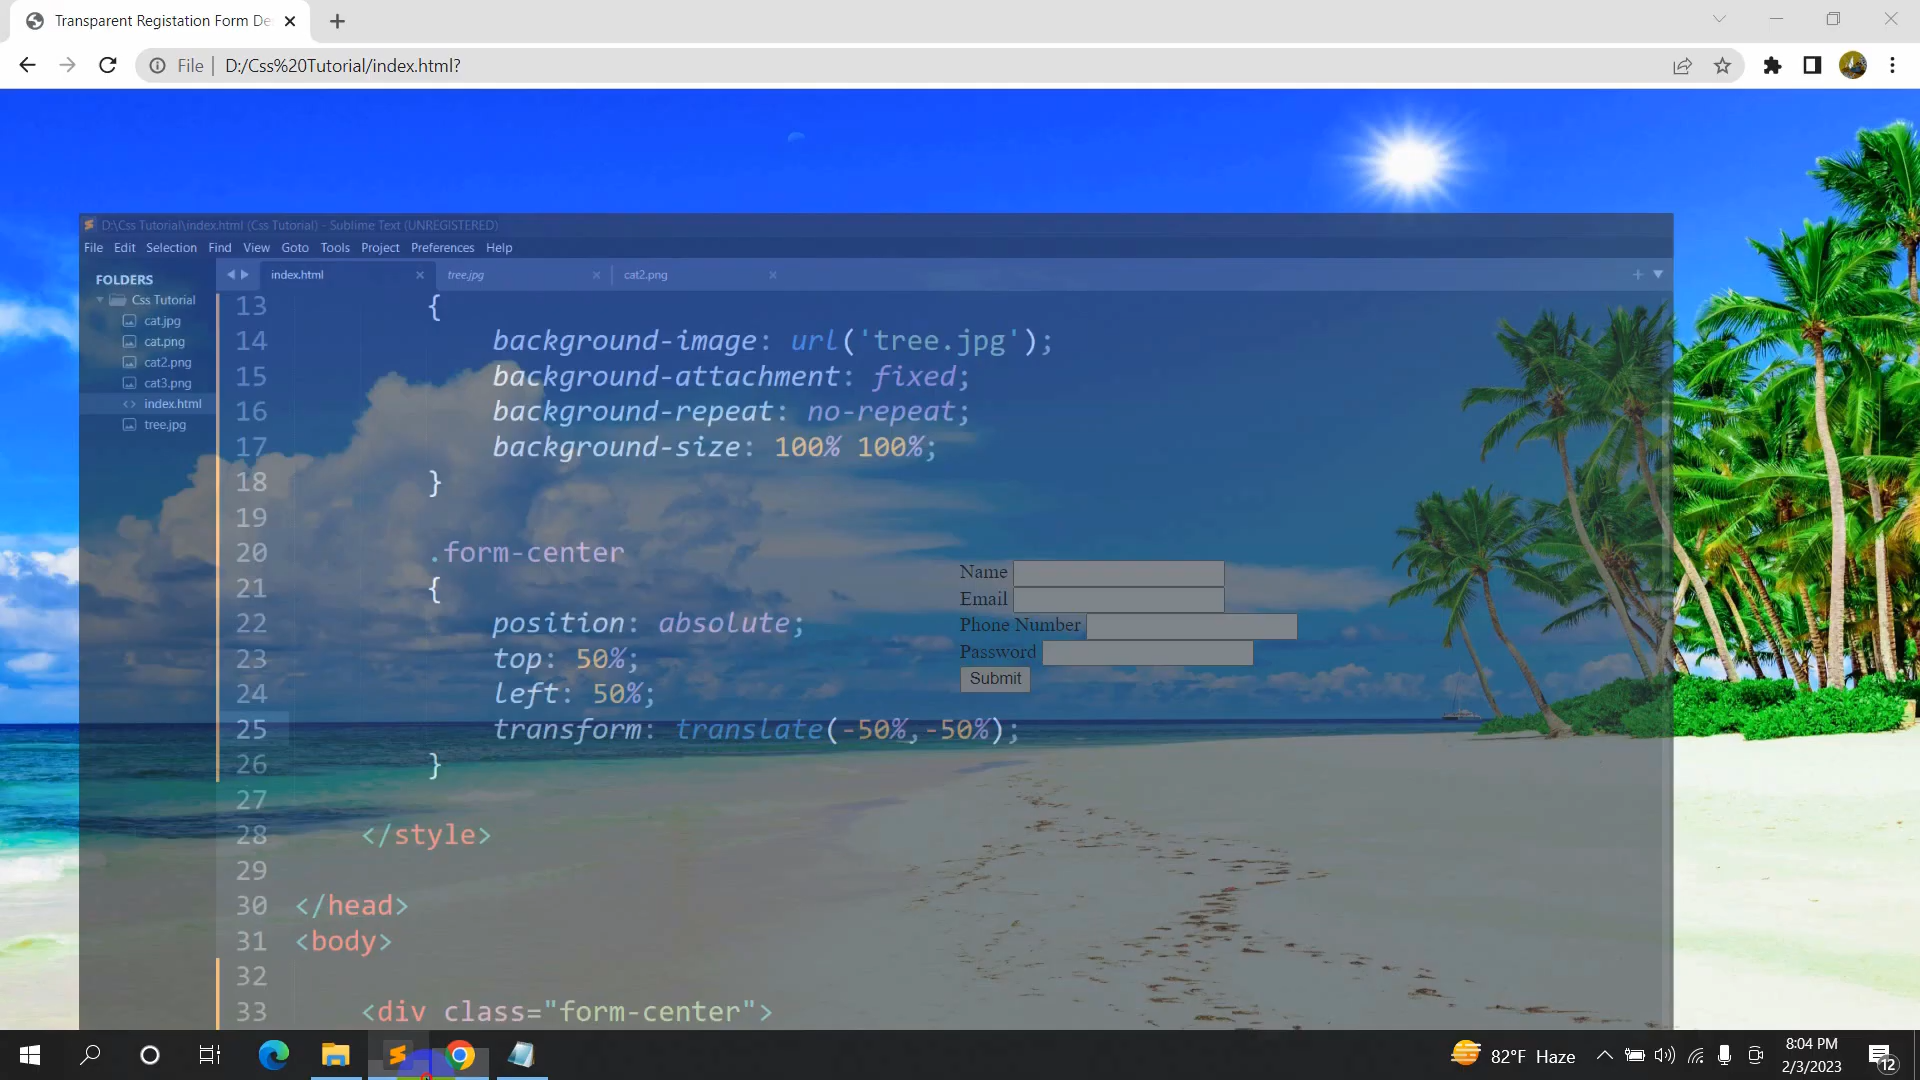 Transparent Registation Form De
File
D:/Css%20Tutorial/index.html?
D:\Css Tutorial\index.html (Css Tutorial) - Sublime Text (UNREGISTERED)
File Edit Selection Find View Goto Tools Project Preferences Help
FOLDERS
Css Tutorial
cat.jpg
cat.png
cat2.png
cat3.png
index.html
tree.jpg
index.html
tree.jpg
cat2.png
13 {
14 background-image: url('tree.jpg');
15 background-attachment: fixed;
16 background-repeat: no-repeat;
17 background-size: 100% 100%;
18 }
19
20 .form-center
21 {
22 position: absolute;
23 top: 50%;
24 left: 50%;
25 transform: translate(-50%,-50%);
26 }
27
28 </style>
29
30 </head>
31 <body>
32
33 <div class="form-center">
Name
Email
Phone Number
Password
Submit
82°F Haze
8:04 PM
2/3/2023
12